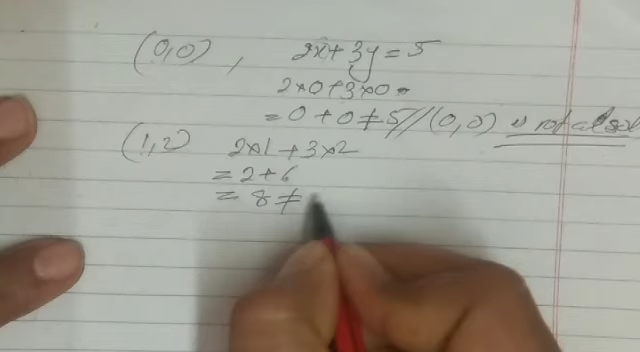 (0,0), 2x+3y=5
2×0+3×0
=0+0≠5//(0,0) is not a sol
(1,2) 2×1+3×2
=2+6
=8≠